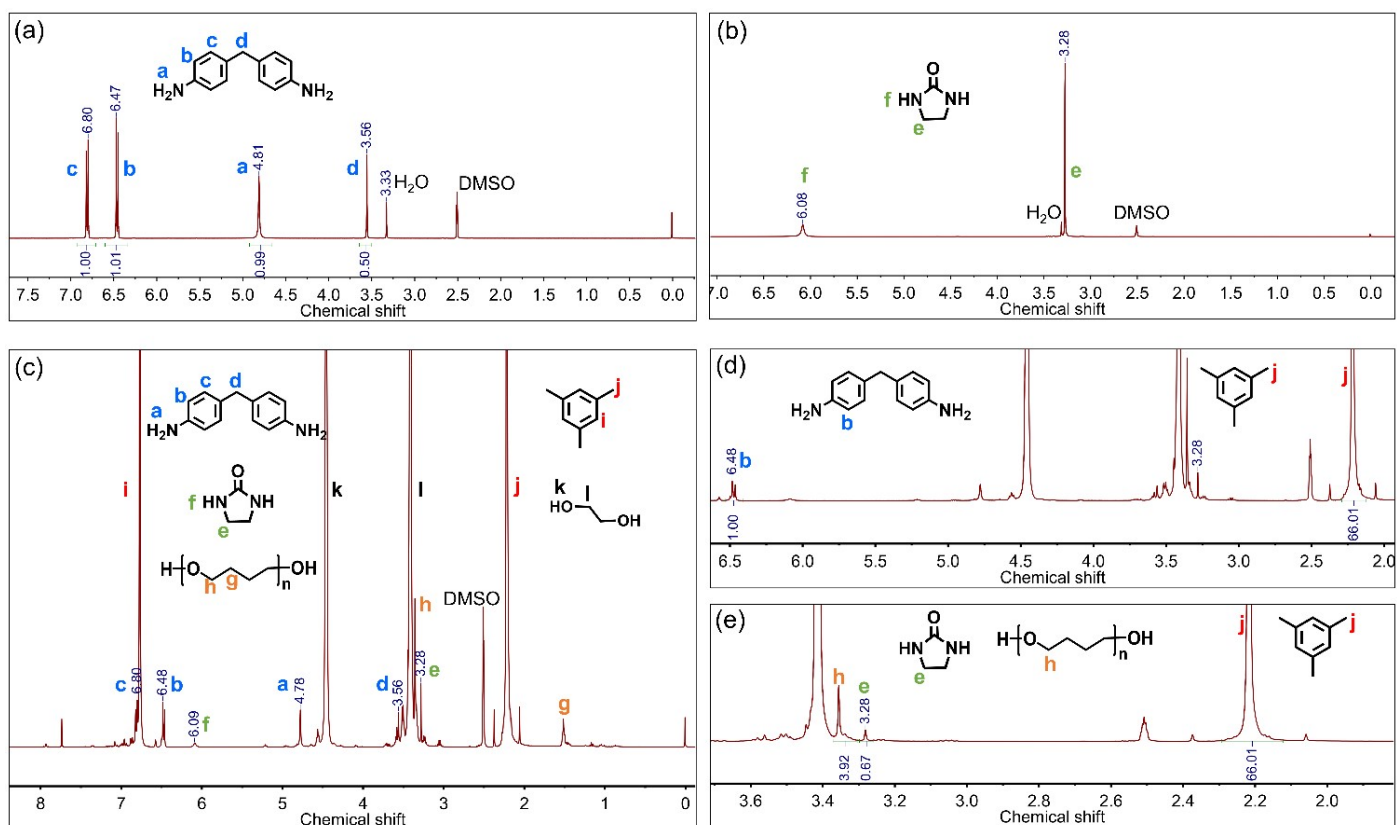 (a)
a
b
c
d
H₂N
NH₂
c
6.80
6.47
b
a
4.81
d
3.56
3.33
H₂O
DMSO
1.00
1.01
0.99
0.50
7.5 7.0 6.5 6.0 5.5 5.0 4.5 4.0 3.5 3.0 2.5 2.0 1.5 1.0 0.5 0.0
Chemical shift
(b)
O
f HN NH
e
f
6.08
3.28
e
H₂O
DMSO
7.0 6.5 6.0 5.5 5.0 4.5 4.0 3.5 3.0 2.5 2.0 1.5 1.0 0.5 0.0
Chemical shift
(c)
a
b
c
d
H₂N
NH₂
j
i
O
f HN NH
e
k
l
HO
OH
H
O
h
g
n
OH
i
k
l
j
c
6.80
b
6.48
6.09
f
a
4.78
d
3.56
h
3.28
e
DMSO
g
8 7 6 5 4 3 2 1 0
Chemical shift
(d)
H₂N
NH₂
b
j
j
6.48
b
3.28
1.00
66.01
6.5 6.0 5.5 5.0 4.5 4.0 3.5 3.0 2.5 2.0
Chemical shift
(e)
O
HN NH
e
H
O
h
n
OH
j
j
h
e
3.28
3.92
0.67
66.01
3.6 3.4 3.2 3.0 2.8 2.6 2.4 2.2 2.0
Chemical shift